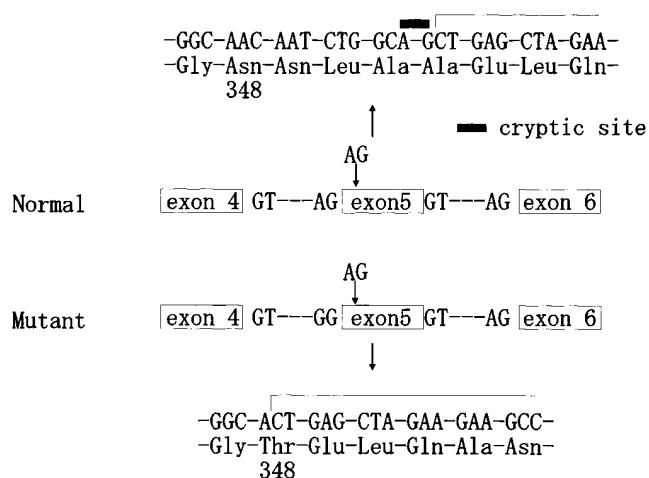 -GGC-AAC-AAT-CTG-GCA-GCT-GAG-CTA-GAA-
-Gly-Asn-Asn-Leu-Ala-Ala-Glu-Leu-Gln-
348
cryptic site
AG
Normal exon 4 GT---AG exon5 GT---AG exon 6
AG
Mutant exon 4 GT---GG exon5 GT---AG exon 6
-GGC-ACT-GAG-CTA-GAA-GAA-GCC-
-Gly-Thr-Glu-Leu-Gln-Ala-Asn-
348